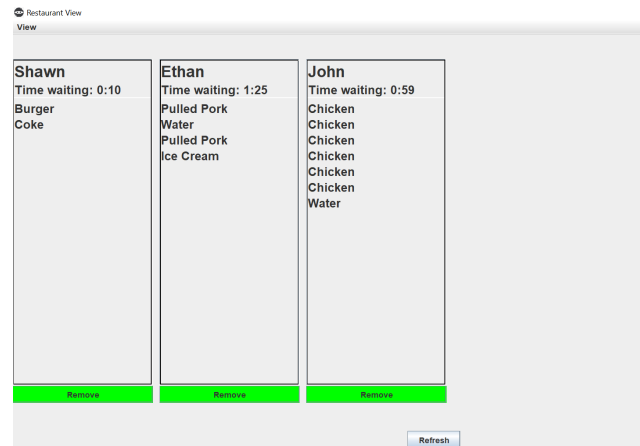 Restaurant View
View
Shawn
Time waiting: 0:10
Burger
Coke
Remove
Ethan
Time waiting: 1:25
Pulled Pork
Water
Pulled Pork
Ice Cream
Remove
John
Time waiting: 0:59
Chicken
Chicken
Chicken
Chicken
Chicken
Chicken
Water
Remove
Refresh